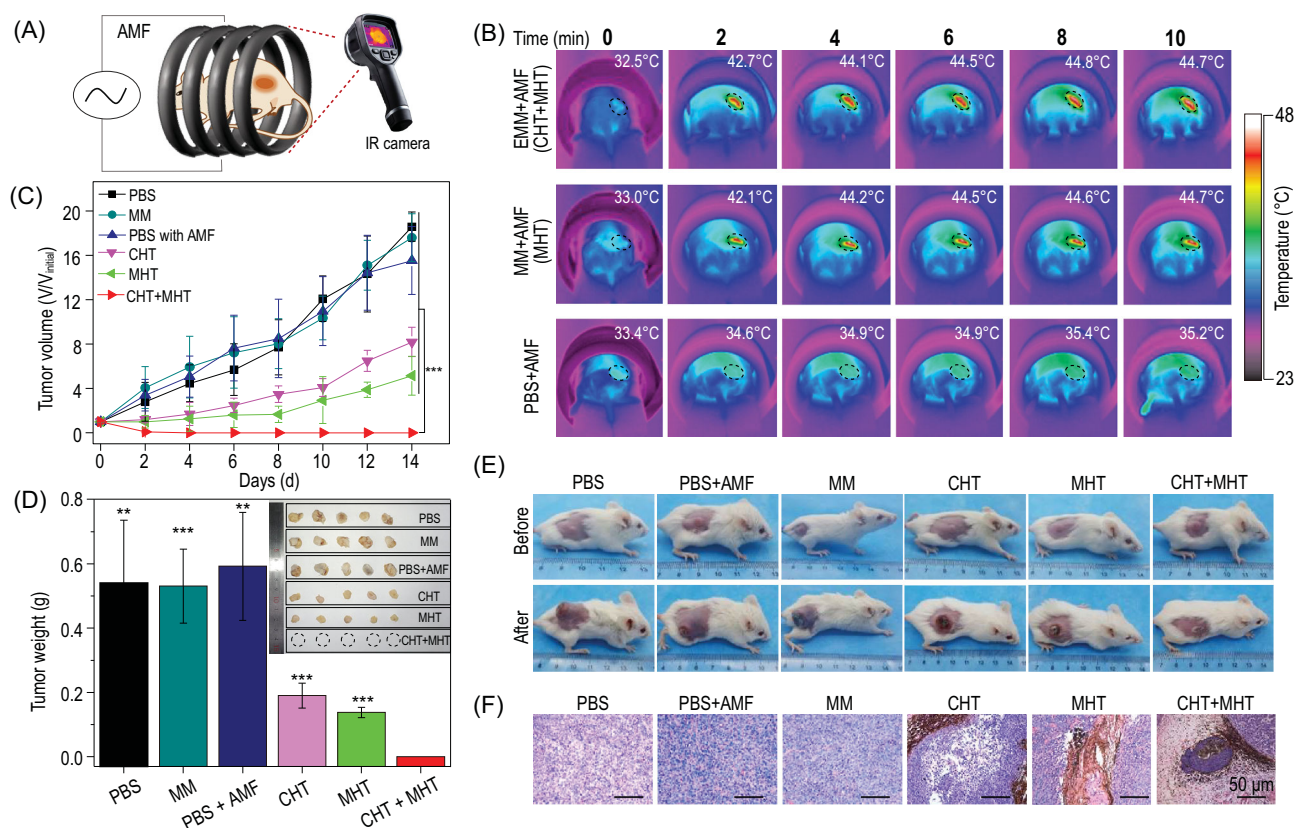 (A)
AMF
IR camera
(B)
Time (min) 0 2 4 6 8 10
EMM+AMF
(CHT+MHT)
32.5°C 42.7°C 44.1°C 44.5°C 44.8°C 44.7°C
MM+AMF
(MHT)
33.0°C 42.1°C 44.2°C 44.5°C 44.6°C 44.7°C
PBS+AMF
33.4°C 34.6°C 34.9°C 34.9°C 35.4°C 35.2°C
48
Temperature (°C)
23
(C)
PBS
MM
PBS with AMF
CHT
MHT
CHT+MHT
Tumor volume (V/Vinitial)
20
16
12
8
4
0
***
0 2 4 6 8 10 12 14
Days (d)
(D)
Tumor weight (g)
0.8
0.6
0.4
0.2
0.0
** *** ** *** ***
PBS
MM
PBS+AMF
CHT
MHT
CHT+MHT
PBS MM PBS + AMF CHT MHT CHT + MHT
(E)
PBS PBS+AMF MM CHT MHT CHT+MHT
Before
After
(F)
PBS PBS+AMF MM CHT MHT CHT+MHT
50 µm